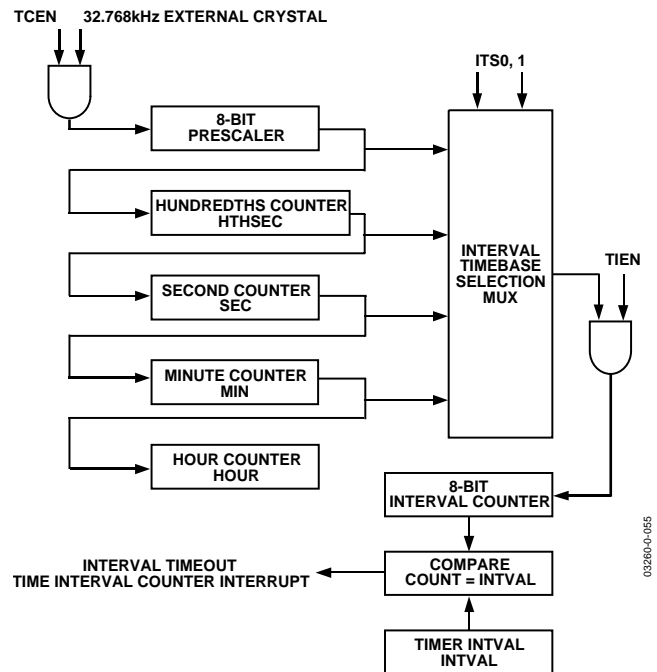 TCEN 32.768kHz EXTERNAL CRYSTAL
ITS0, 1
8-BIT
PRESCALER
HUNDREDTHS COUNTER
HTHSEC
INTERVAL
TIMEBASE
SELECTION
MUX
TIEN
SECOND COUNTER
SEC
MINUTE COUNTER
MIN
HOUR COUNTER
HOUR
8-BIT
INTERVAL COUNTER
INTERVAL TIMEOUT
TIME INTERVAL COUNTER INTERRUPT
COMPARE
COUNT = INTVAL
TIMER INTVAL
INTVAL
03260-0-055